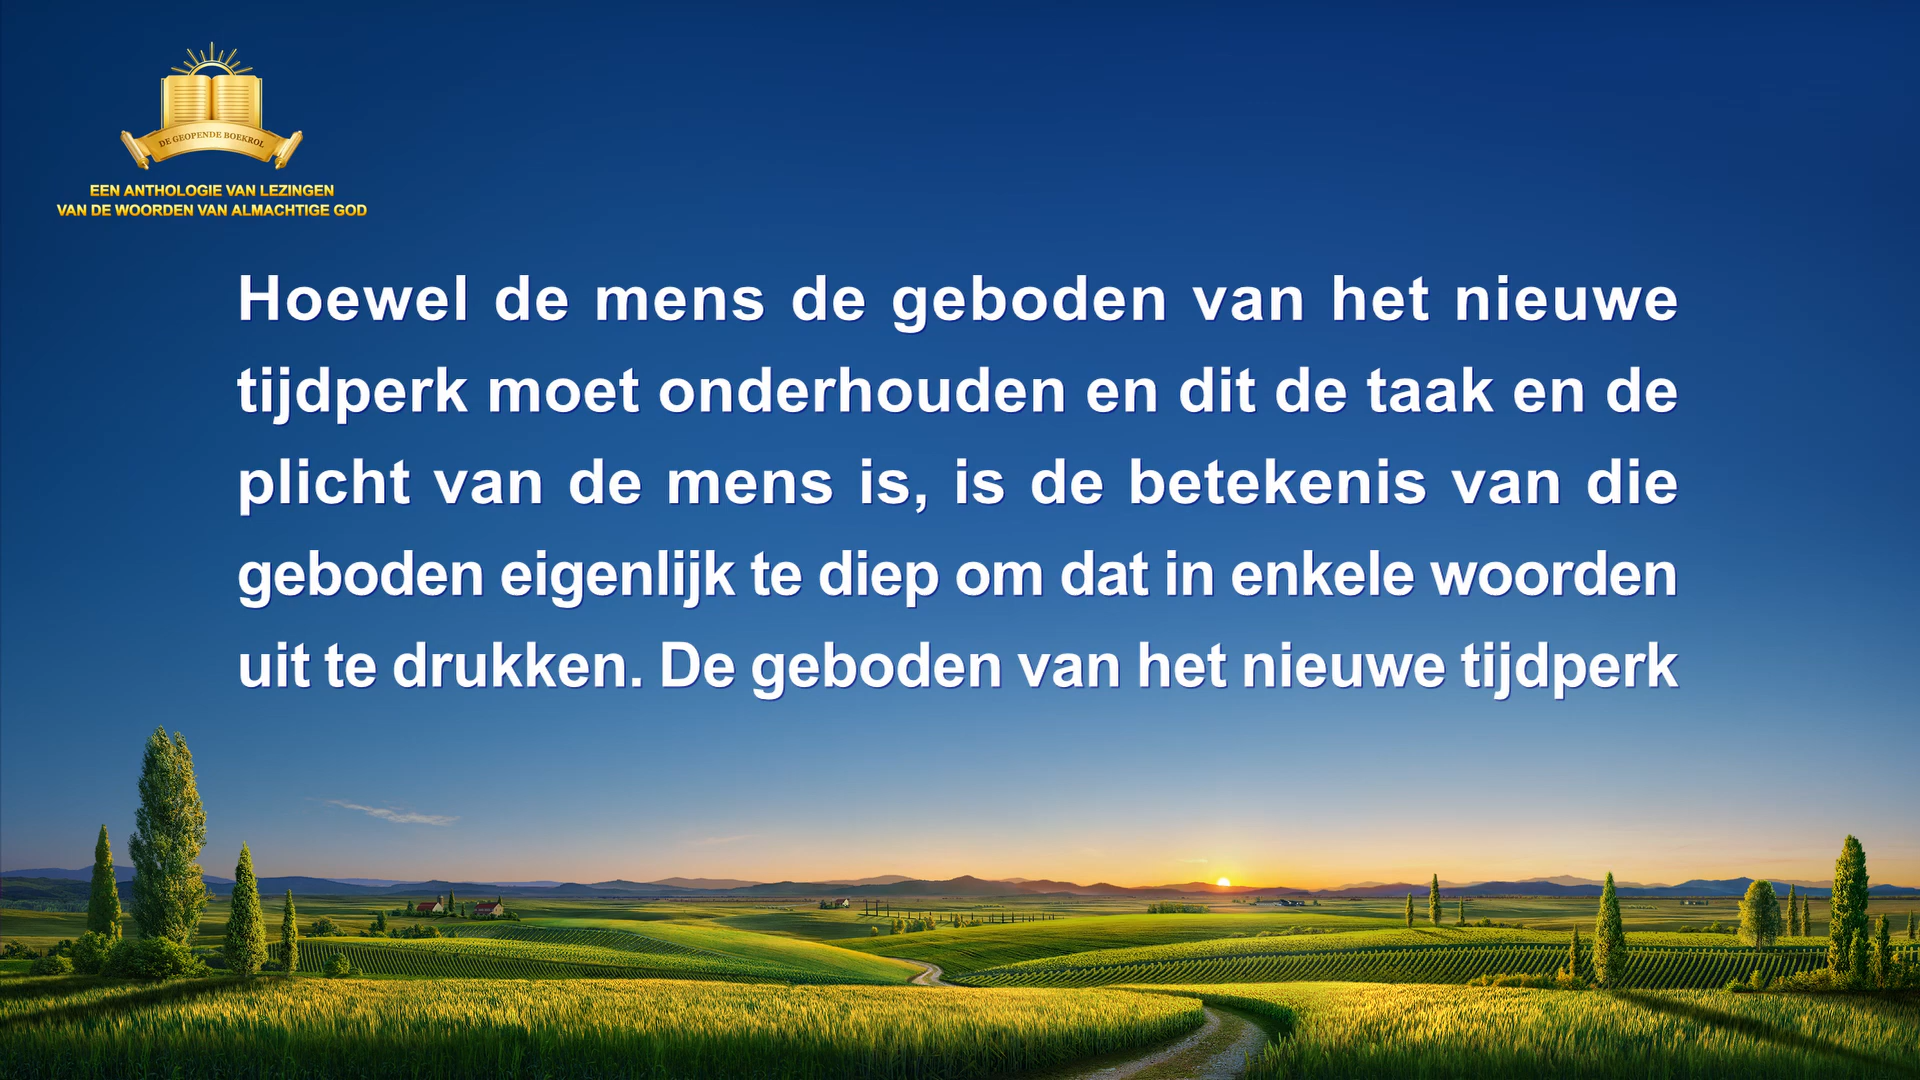 DE GEOPENDE BOEKROL
EEN ANTHOLOGIE VAN LEZINGEN
VAN DE WOORDEN VAN ALMACHTIGE GOD
Hoewel de mens de geboden van het nieuwe
tijdperk moet onderhouden en dit de taak en de
plicht van de mens is, is de betekenis van die
geboden eigenlijk te diep om dat in enkele woorden
uit te drukken. De geboden van het nieuwe tijdperk